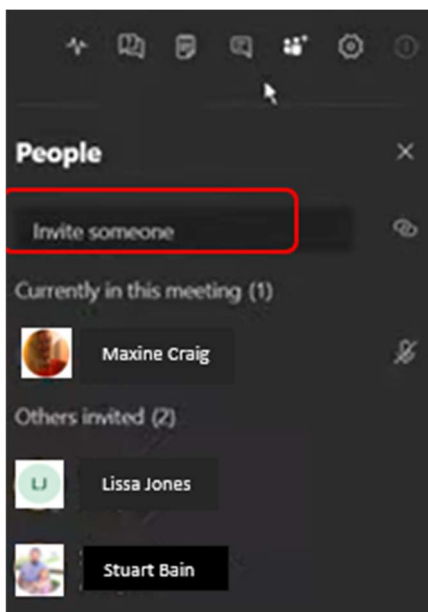 People
Invite someone
Currently in this meeting (1)
Maxine Craig
Others invited (2)
LJ
Lissa Jones
Stuart Bain